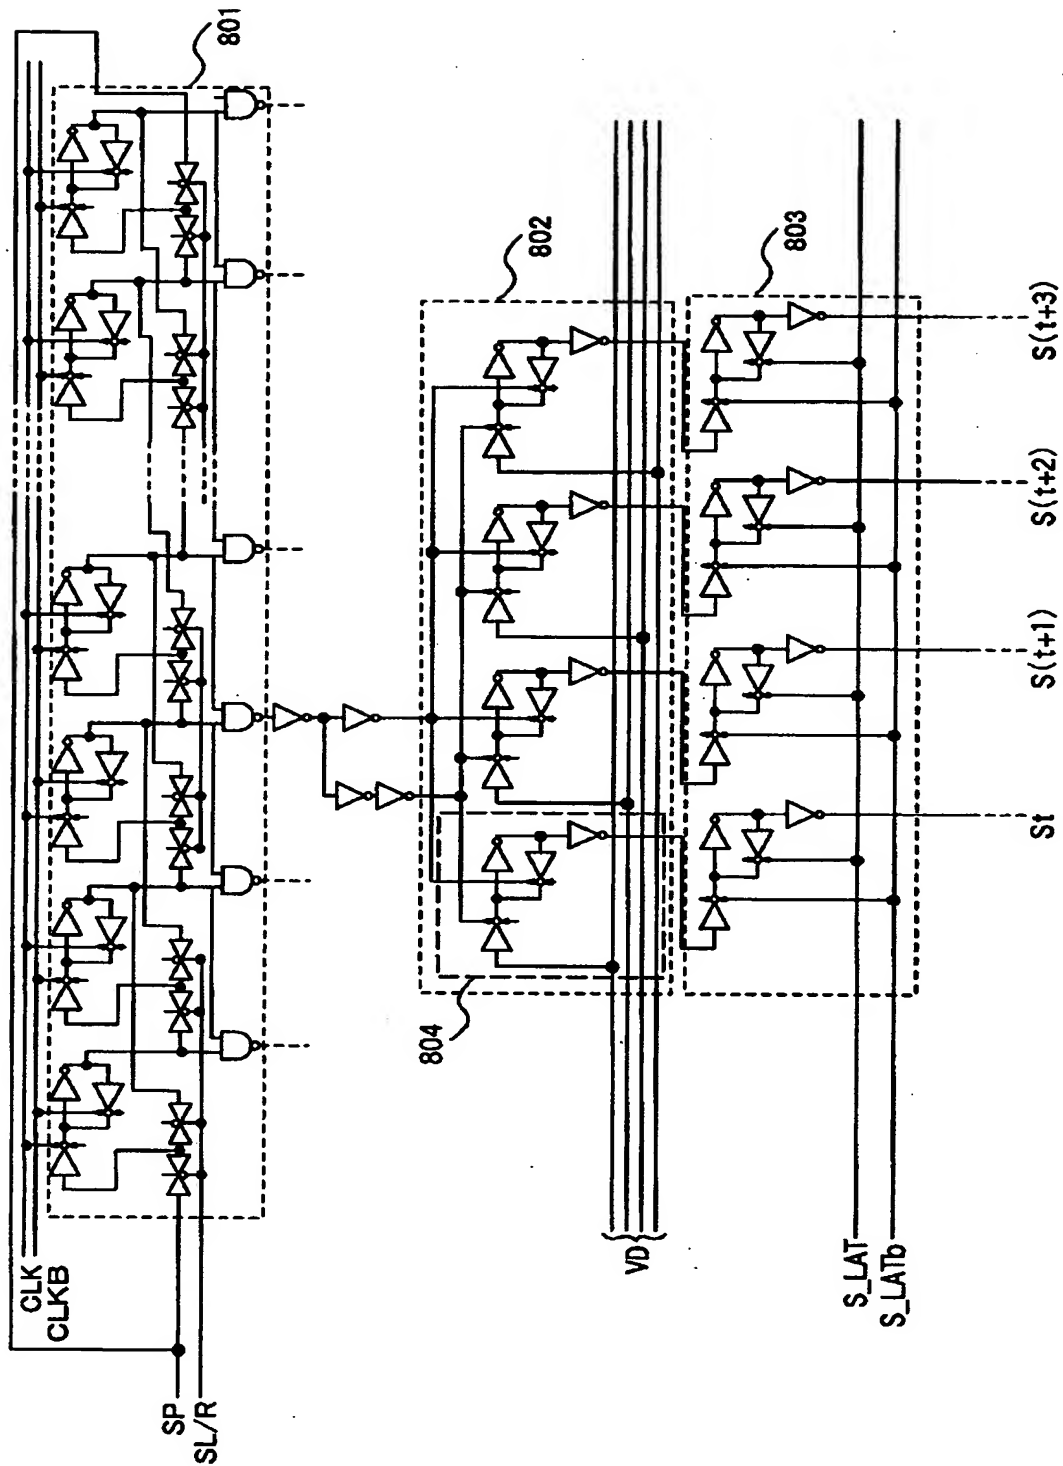 801
CLK
CLKB
SP
SL/R
802
804
VD
803
S_LAT
S_LATb
St
S(t+1)
S(t+2)
S(t+3)